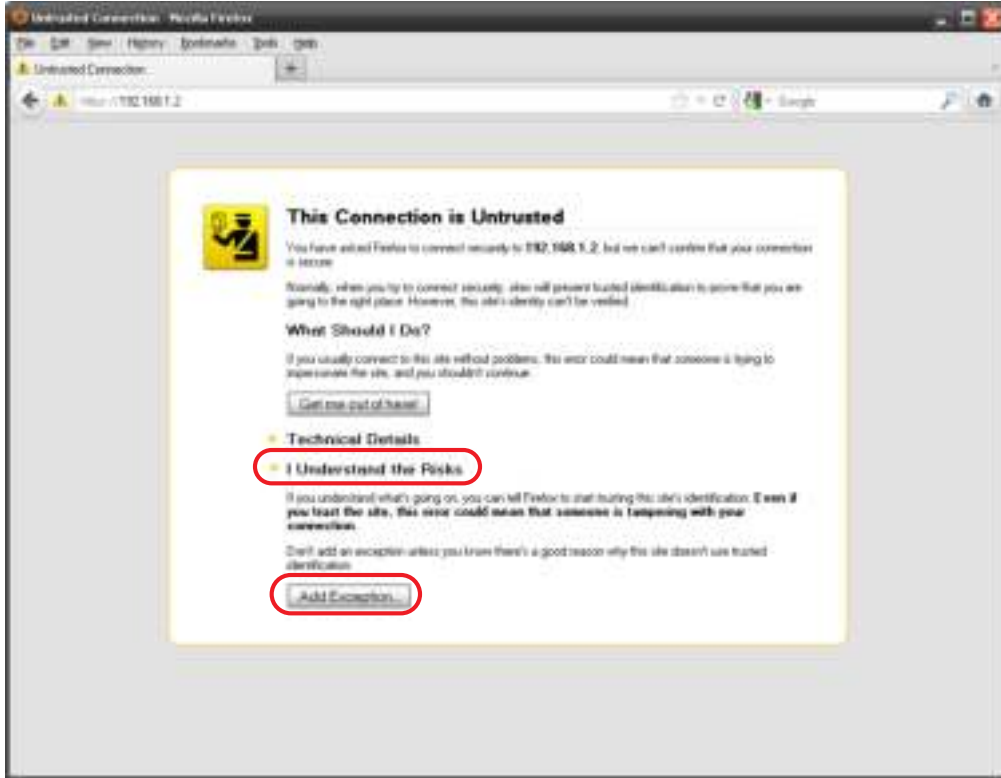 Untrusted Connection - Mozilla Firefox
File Edit View History Bookmarks Tools Help
Untrusted Connection
https://192.168.1.2
Google
This Connection is Untrusted
You have asked Firefox to connect securely to 192.168.1.2, but we can't confirm that your connection
is secure.
Normally, when you try to connect securely, sites will present trusted identification to prove that you are
going to the right place. However, this site's identity can't be verified.
What Should I Do?
If you usually connect to this site without problems, this error could mean that someone is trying to
impersonate the site, and you shouldn't continue.
Get me out of here!
Technical Details
I Understand the Risks
If you understand what's going on, you can tell Firefox to start trusting this site's identification. Even if
you trust the site, this error could mean that someone is tampering with your
connection.
Don't add an exception unless you know there's a good reason why this site doesn't use trusted
identification.
Add Exception...